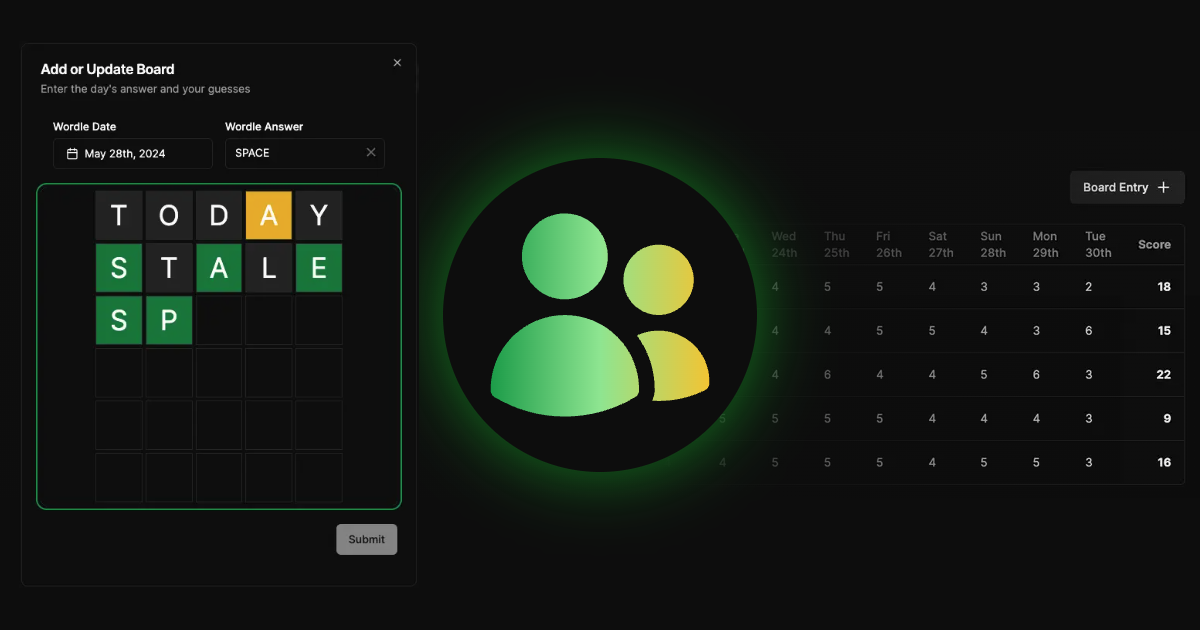 Add or Update Board
Enter the day's answer and your guesses
Wordle Date
Wordle Answer
May 28th, 2024
SPACE
T O D A Y
S T A L E
S P
Submit
Board Entry
Wed Thu Fri Sat Sun Mon Tue
24th 25th 26th 27th 28th 29th 30th
Score
4 5 5 4 3 3 2 18
4 4 5 5 4 3 6 15
4 6 4 4 5 6 3 22
5 5 5 5 4 4 4 3 9
4 5 5 5 4 5 5 3 16